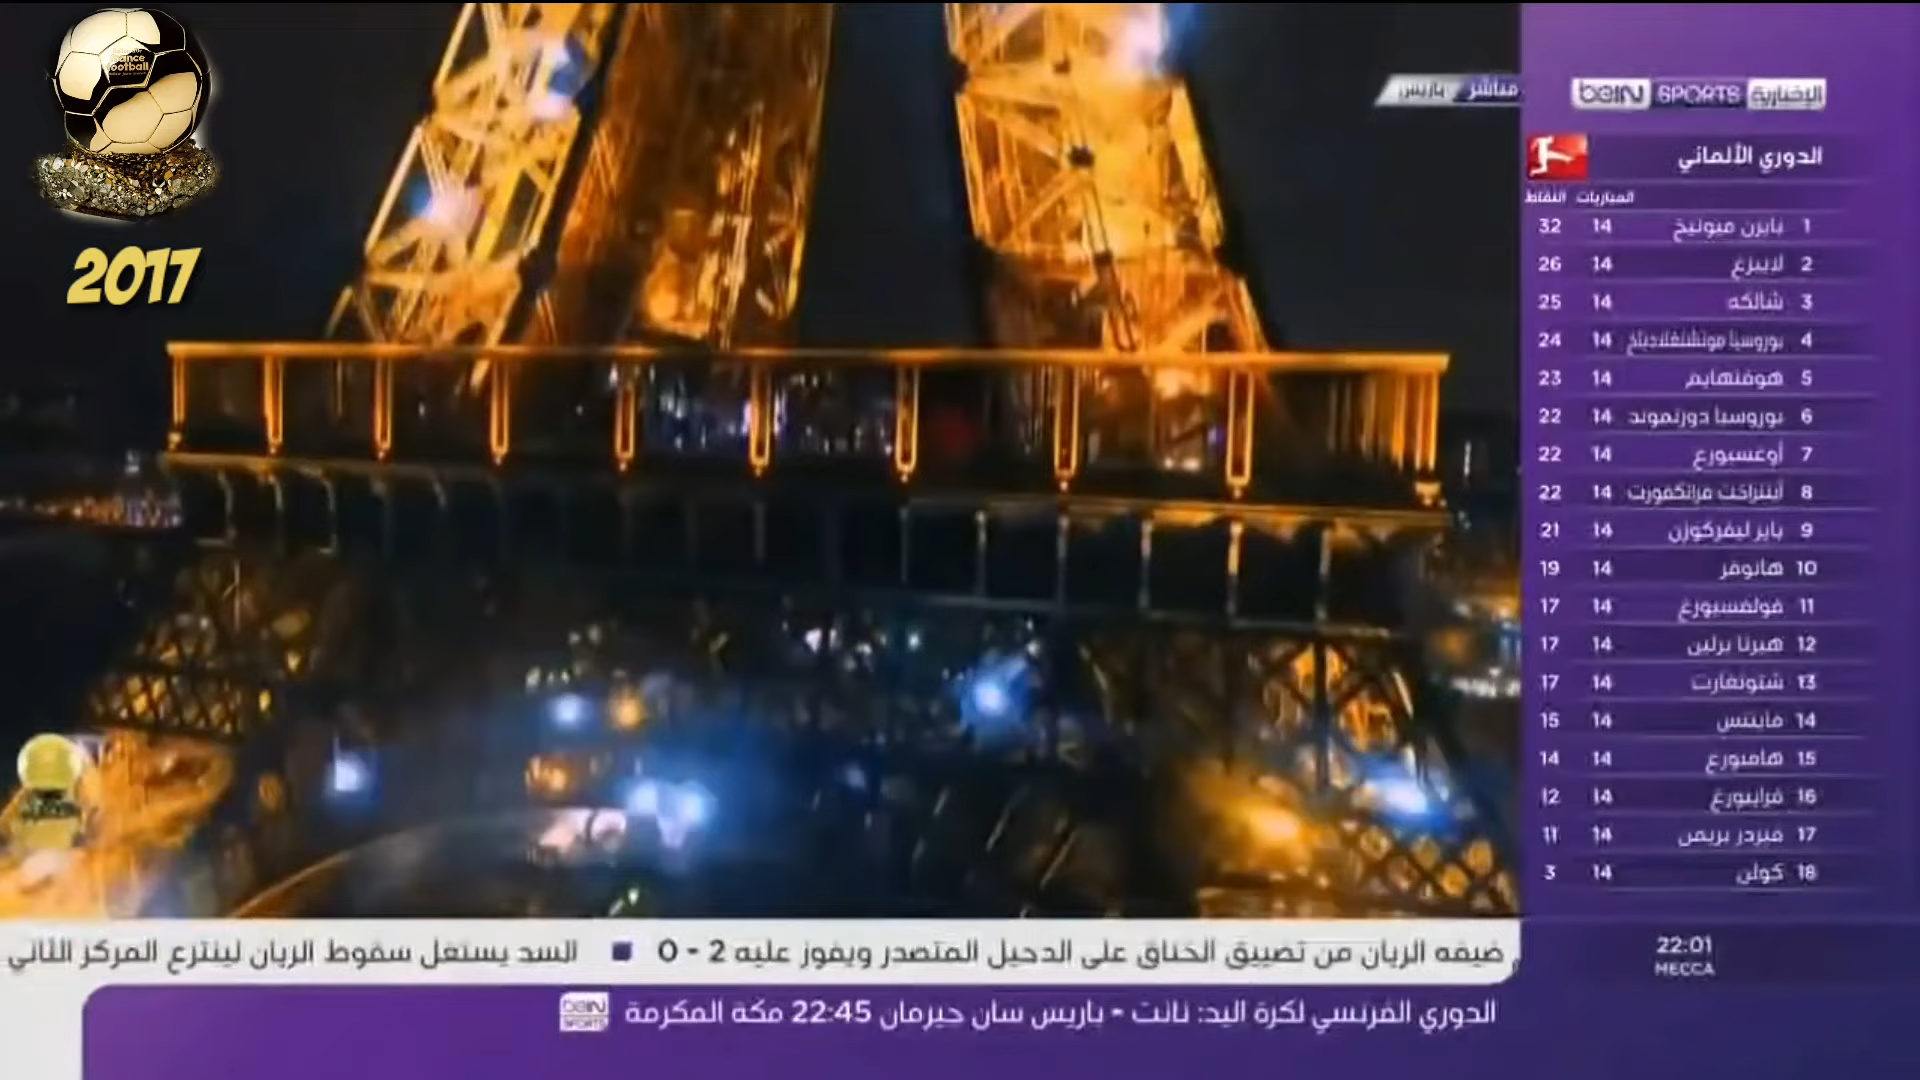 france football
2017
مباشر باريس
beIN SPORTS الإخبارية
الدوري الألماني
المباريات النقاط
1 بايرن ميونيخ 14 32
2 لايبزغ 14 26
3 شالكه 14 25
4 بوروسيا مونشنغلادباخ 14 24
5 هوفنهايم 14 23
6 بوروسيا دورتموند 14 22
7 أوغسبورغ 14 22
8 آينتراخت فرانكفورت 14 22
9 باير ليفركوزن 14 21
10 هانوفر 14 19
11 فولفسبورغ 14 17
12 هيرتا برلين 14 17
13 شتوتغارت 14 17
14 ماينتس 14 15
15 هامبورغ 14 14
16 فرايبورغ 14 12
17 فيردر بريمن 14 11
18 كولن 14 3
ضيفه الريان من تضييق الخناق على الدحيل المتصدر ويفوز عليه 2 - 0 ■ السد يستغل سقوط الريان لينتزع المركز الثاني
22:01
MECCA
الدوري الفرنسي لكرة اليد: نانت - باريس سان جيرمان 22:45 مكة المكرمة beIN SPORTS